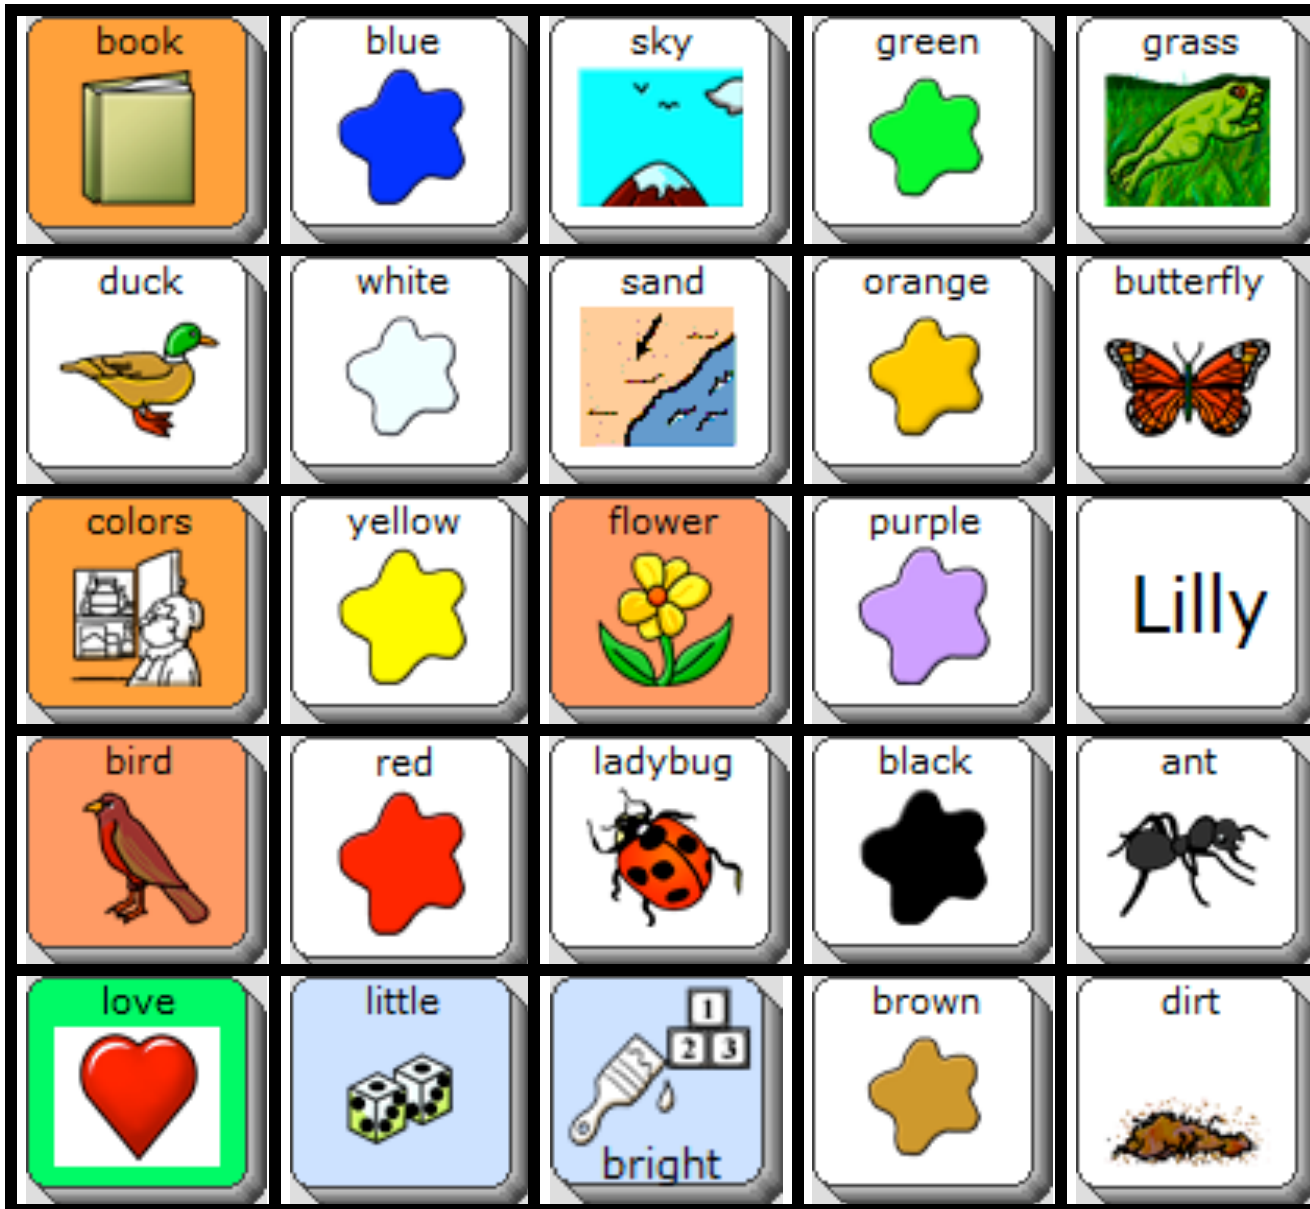 book
blue
sky
green
grass
duck
white
sand
orange
butterfly
colors
yellow
flower
purple
Lilly
bird
red
ladybug
black
ant
love
little
1
2 3
bright
brown
dirt